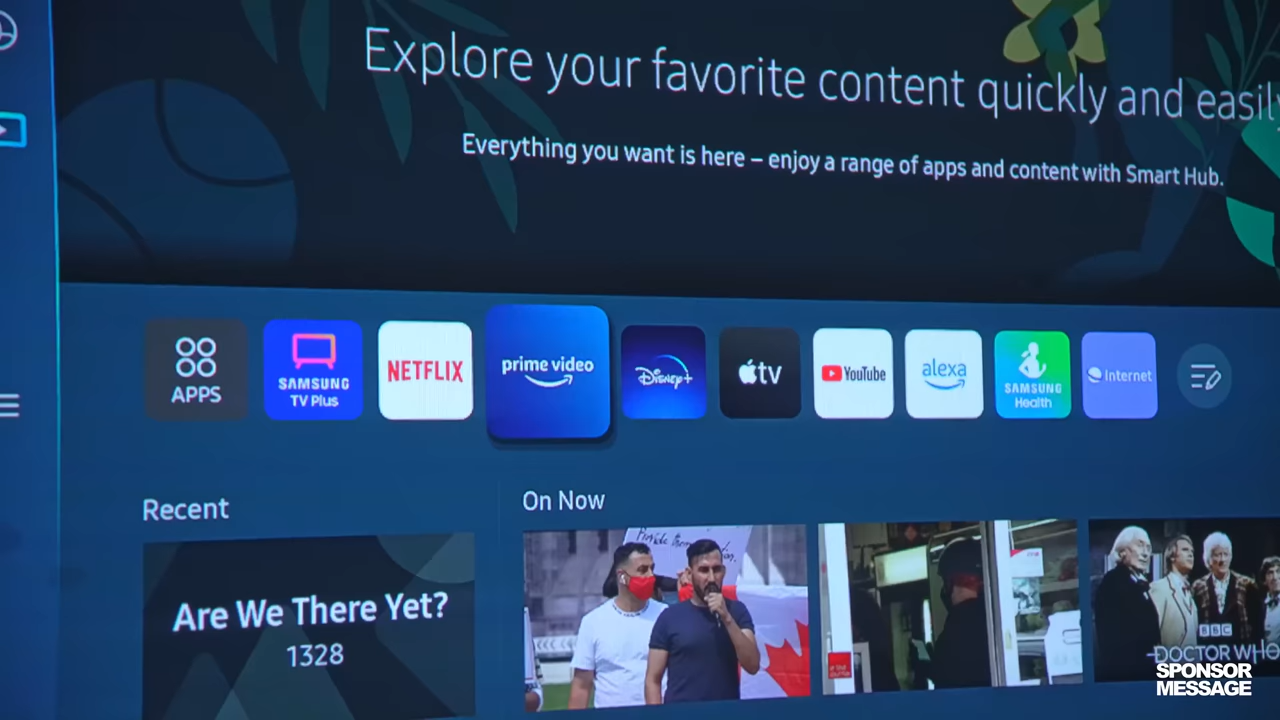 Explore your favorite content quickly and easily
Everything you want is here – enjoy a range of apps and content with Smart Hub.
APPS
SAMSUNG
TV Plus
NETFLIX
prime video
Disney+
tv
YouTube
alexa
SAMSUNG
Health
Internet
Recent
On Now
Are We There Yet?
1328
Provide them
BBC
DOCTOR WHO
SPONSOR
MESSAGE